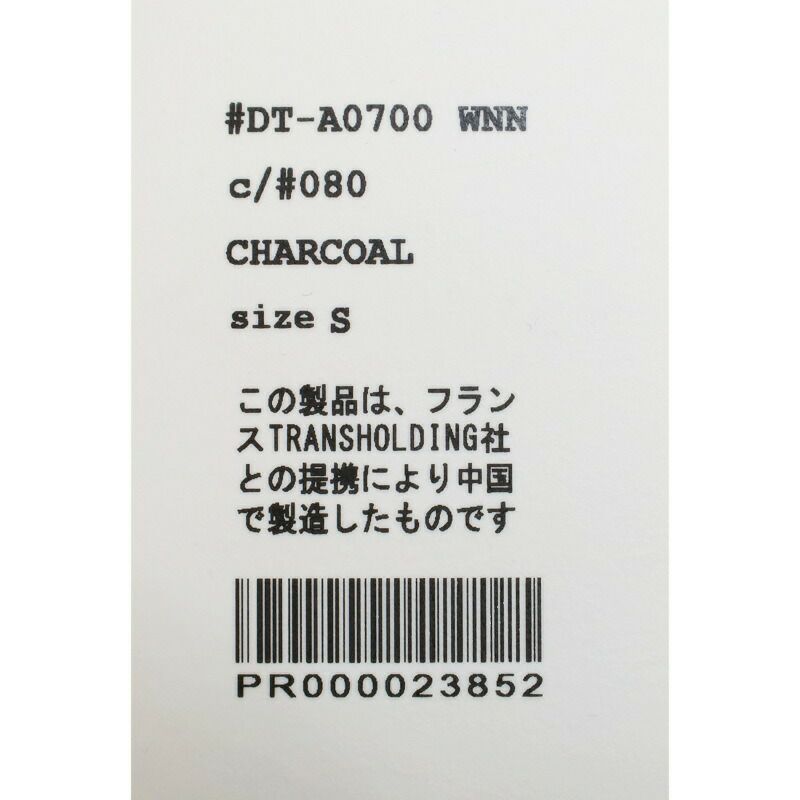 #DT-A0700 WNN
c/#080
CHARCOAL
size S
この製品は、フラン
スTRANSHOLDING社
との提携により中国
で製造したものです
PR000023852